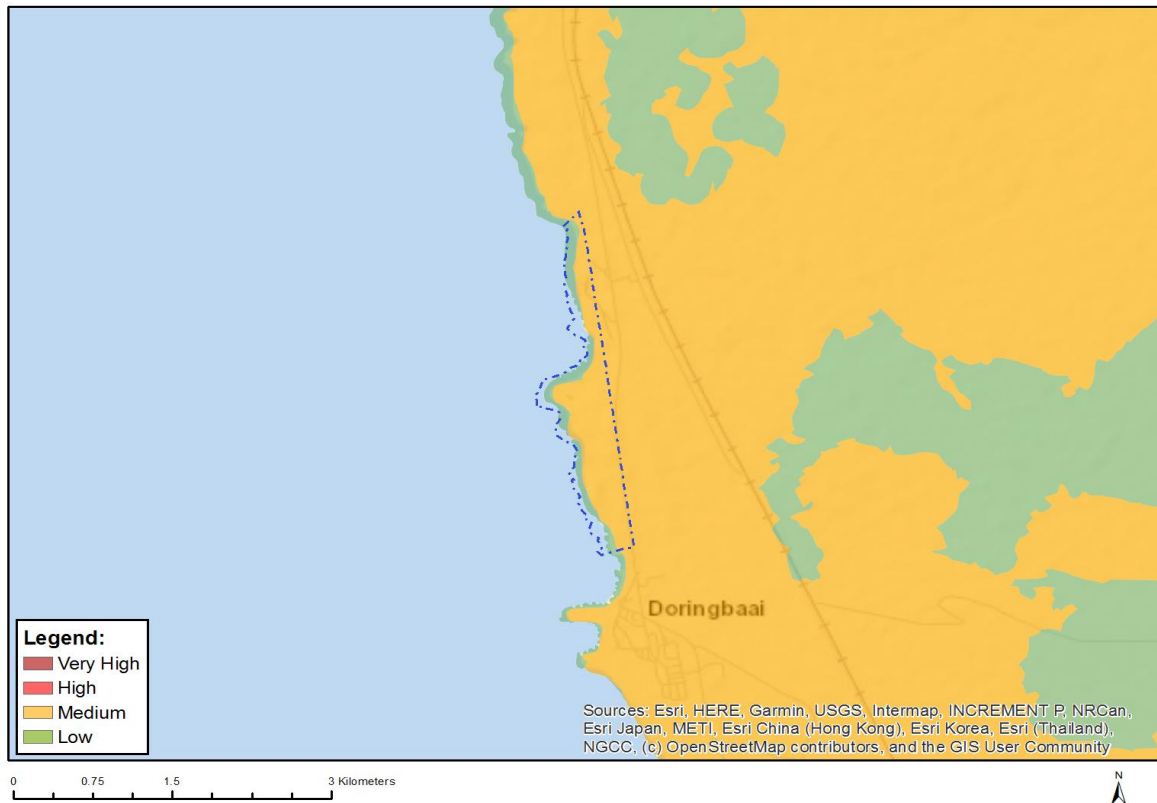 Doringbaai
Legend:
Very High
High
Medium
Low
Sources: Esri, HERE, Garmin, USGS, Intermap, INCREMENT P, NRCan,
Esri Japan, METI, Esri China (Hong Kong), Esri Korea, Esri (Thailand),
NGCC, (c) OpenStreetMap contributors, and the GIS User Community
0 0.75 1.5 3 Kilometers
N